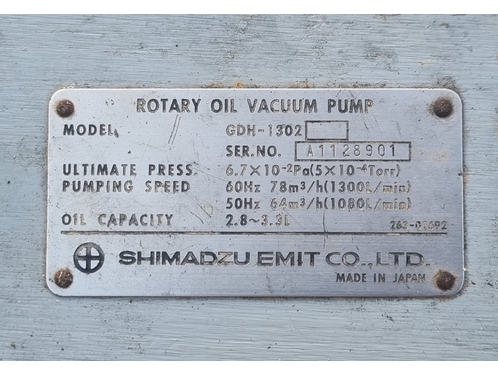 ROTARY OIL VACUUM PUMP
MODEL GDH-1302
SER.NO. A1128901
ULTIMATE PRESS. 6.7×10⁻²Pa(5×10⁻⁴Torr)
PUMPING SPEED 60Hz 78m³/h(1300L/min)
50Hz 64m³/h(1080L/min)
OIL CAPACITY 2.8~3.3L
SHIMADZU EMIT CO.,LTD.
MADE IN JAPAN